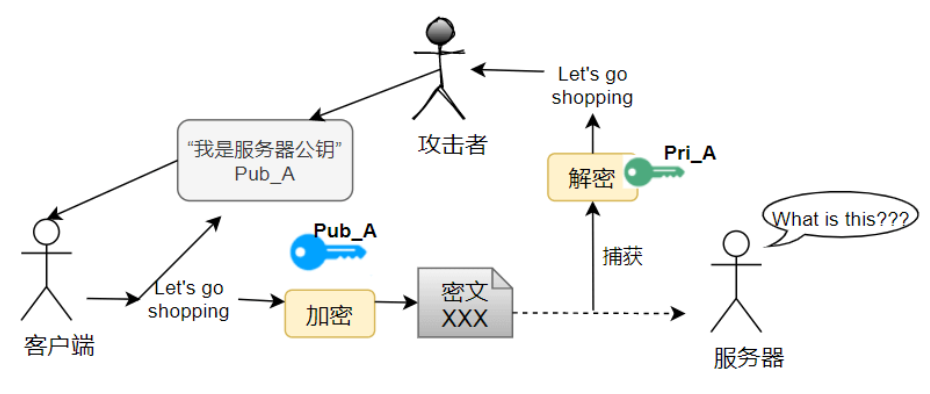 Let's go
shopping
攻击者
“我是服务器公钥”
Pub_A
Pri_A
解密
What is this???
Pub_A
捕获
Let's go
shopping
加密
密文
XXX
客户端
服务器